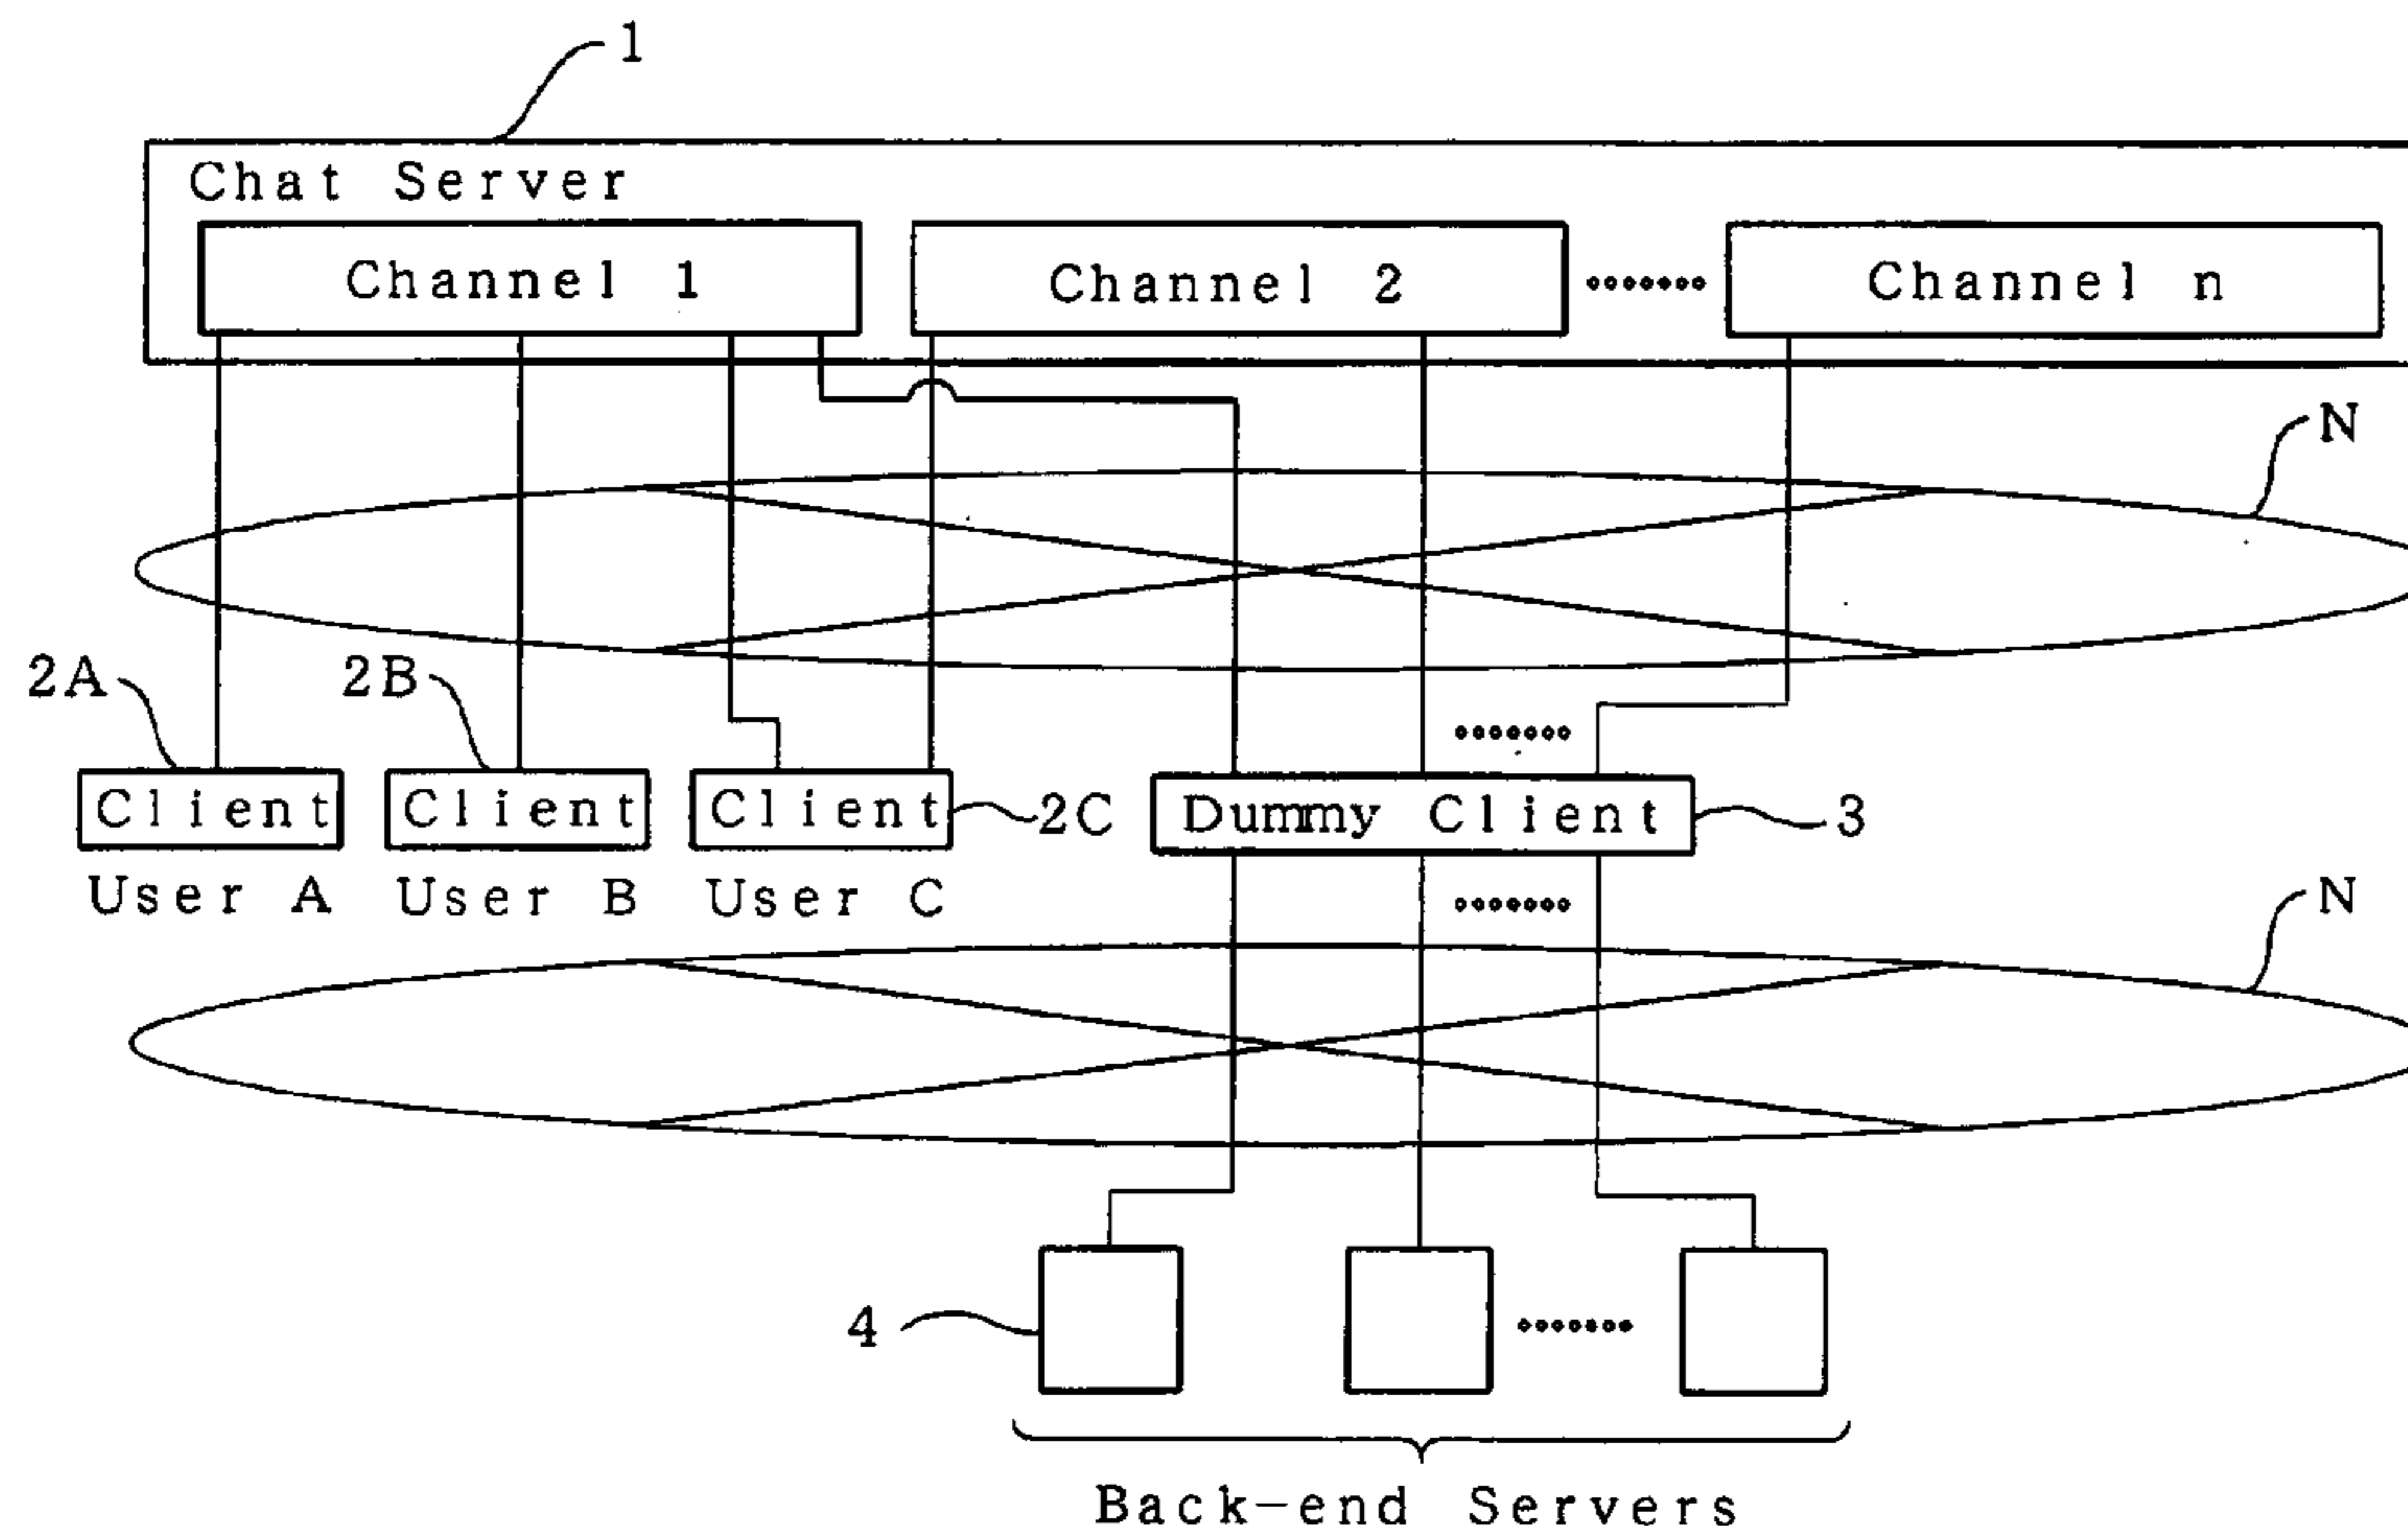 1
Chat Server
Channel 1 Channel 2 ....... Channel n
N
2A 2B
.......
Client Client Client 2C Dummy Client 3
User A User B User C
.......
N
4 .......
Back-end Servers